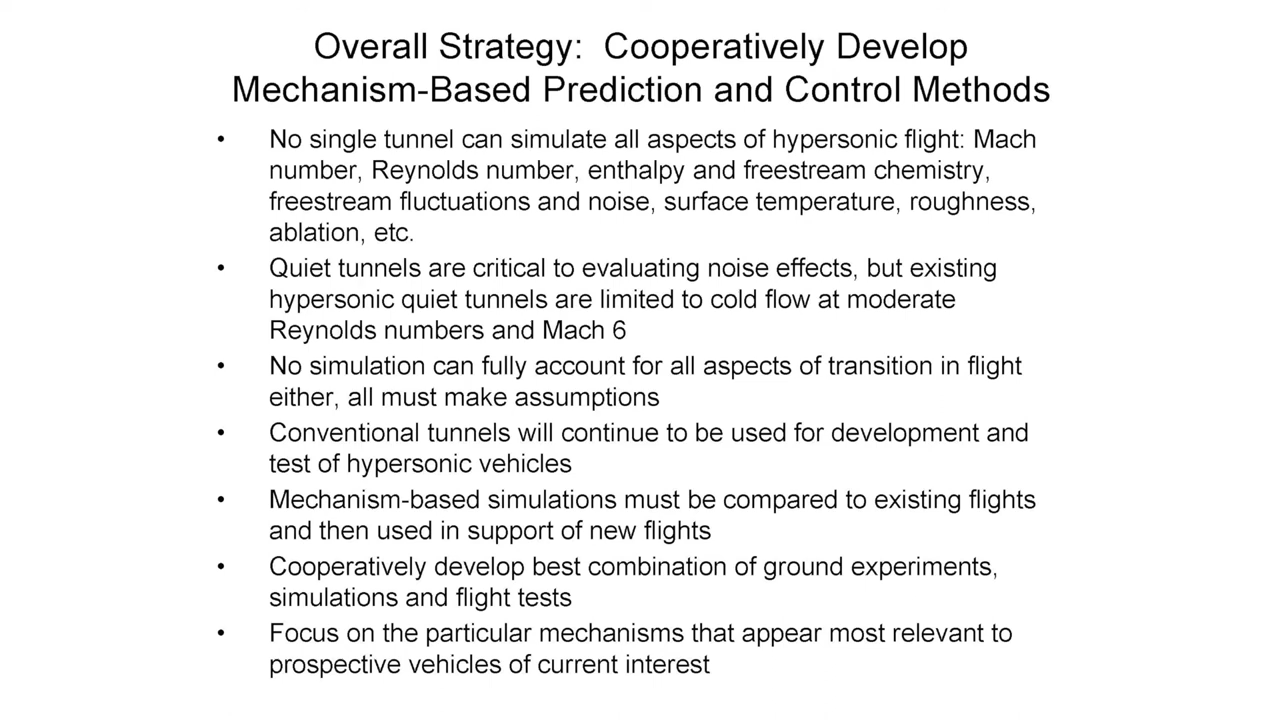 Overall Strategy: Cooperatively Develop
Mechanism-Based Prediction and Control Methods
• No single tunnel can simulate all aspects of hypersonic flight: Mach
number, Reynolds number, enthalpy and freestream chemistry,
freestream fluctuations and noise, surface temperature, roughness,
ablation, etc.
• Quiet tunnels are critical to evaluating noise effects, but existing
hypersonic quiet tunnels are limited to cold flow at moderate
Reynolds numbers and Mach 6
• No simulation can fully account for all aspects of transition in flight
either, all must make assumptions
• Conventional tunnels will continue to be used for development and
test of hypersonic vehicles
• Mechanism-based simulations must be compared to existing flights
and then used in support of new flights
• Cooperatively develop best combination of ground experiments,
simulations and flight tests
• Focus on the particular mechanisms that appear most relevant to
prospective vehicles of current interest